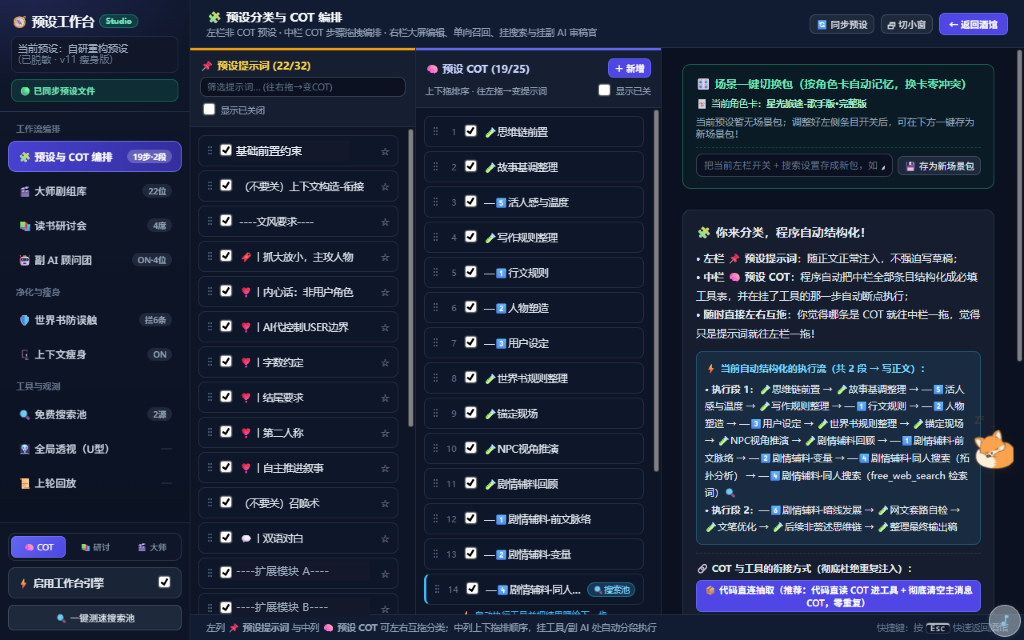 预设工作台 Studio
当前预设：自研重构预设
（已脱敏 · v11 瘦身版）
已同步预设文件
工作流编排
预设与 COT 编排 19步·2段
大师剧组库 22位
读书研讨会 4席
副 AI 顾问团 ON·4位
净化与瘦身
世界书防误触 拦6条
上下文瘦身 ON
工具与观测
免费搜索池 2源
全局透视（U型） —
上轮回放 —
COT 研讨 大师
启用工作台引擎
一键测速搜索池
预设分类与 COT 编排
左栏非 COT 预设 · 中栏 COT 步骤拖拽编排 · 右栏大屏编辑、单向召回、挂搜索与挂副 AI 审稿官
同步预设 切小窗 ← 返回酒馆
预设提示词 (22/32)
筛选提示词... (往右拖→变COT)
显示已关闭
基础前置约束
（不要关）上下文构造-衔接
----文风要求----
| 抓大放小，主攻人物
| 内心话：非用户角色
| AI代控制USER边界
| 字数约定
| 结尾要求
| 第二人称
| 自主推进叙事
（不要关）召唤术
| 双语对白
----扩展模块 A----
----扩展模块 B----
预设 COT (19/25) + 新增
上下拖排序 · 往左拖→变提示词 显示已关
1 思维链前置
2 故事基调整理
3 —5活人感与温度
4 写作规则整理
5 —1行文规则
6 —2人物塑造
7 —3用户设定
8 世界书规则整理
9 锚定现场
10 NPC视角推演
11 剧情辅料回顾
12 —1剧情辅料-前文脉络
13 —2剧情辅料-变量
14 —4剧情辅料-同人... 搜索池
场景一键切换包（按角色卡自动记忆，换卡零冲突）
当前角色卡：星光旅途-歌手版•完整版
当前预设暂无场景包；调整好左侧条目开关后，可在下方一键存为
新场景包！
把当前左栏开关 + 搜索设置存成新包，如 存为新场景包
你来分类，程序自动结构化！
• 左栏 预设提示词：随正文正常注入，不强迫写草稿；
• 中栏 预设 COT：程序自动把中栏全部条目结构化成必填
工具表，并在挂了工具的那一步自动断点执行；
• 随时直接左右互拖：你觉得哪条是 COT 就往中栏一拖，觉得
只是提示词就往左栏一拖！
当前自动结构化的执行流（共 2 段 → 写正文）：
• 执行段 1：思维链前置 → 故事基调整理 → —5活人
感与温度 → 写作规则整理 → —1行文规则 → —2人物
塑造 → —3用户设定 → 世界书规则整理 → 锚定现场
→ NPC视角推演 → 剧情辅料回顾 → —1剧情辅料-前
文脉络 → —2剧情辅料-变量 → —4剧情辅料-同人搜索（拓
扑分析） → —4剧情辅料-同人搜索（free_web_search 检索
词）
• 执行段 2：—6剧情辅料-暗线发展 → 网文套路自检 →
文笔优化 → 后续非赘述思维链 → 整理最终输出稿
COT 与工具的衔接方式（彻底杜绝重复注入）：
代码直连抽取（推荐：代码直读 COT 进工具 + 彻底清空主消息
COT，零重复）
左列 预设提示词 与中列 预设 COT 可左右互拖分类；中列上下拖排顺序，挂工具/副 AI 处自动分段执行
快捷键：按 Esc 快速返回酒馆